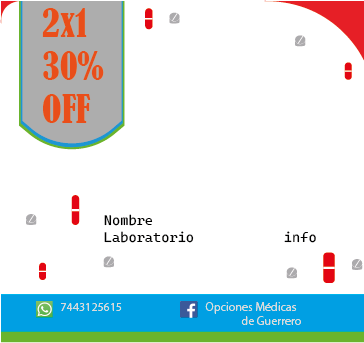 2x1
30%
OFF
Nombre
Laboratorio info
7443125615 Opciones Médicas
de Guerrero